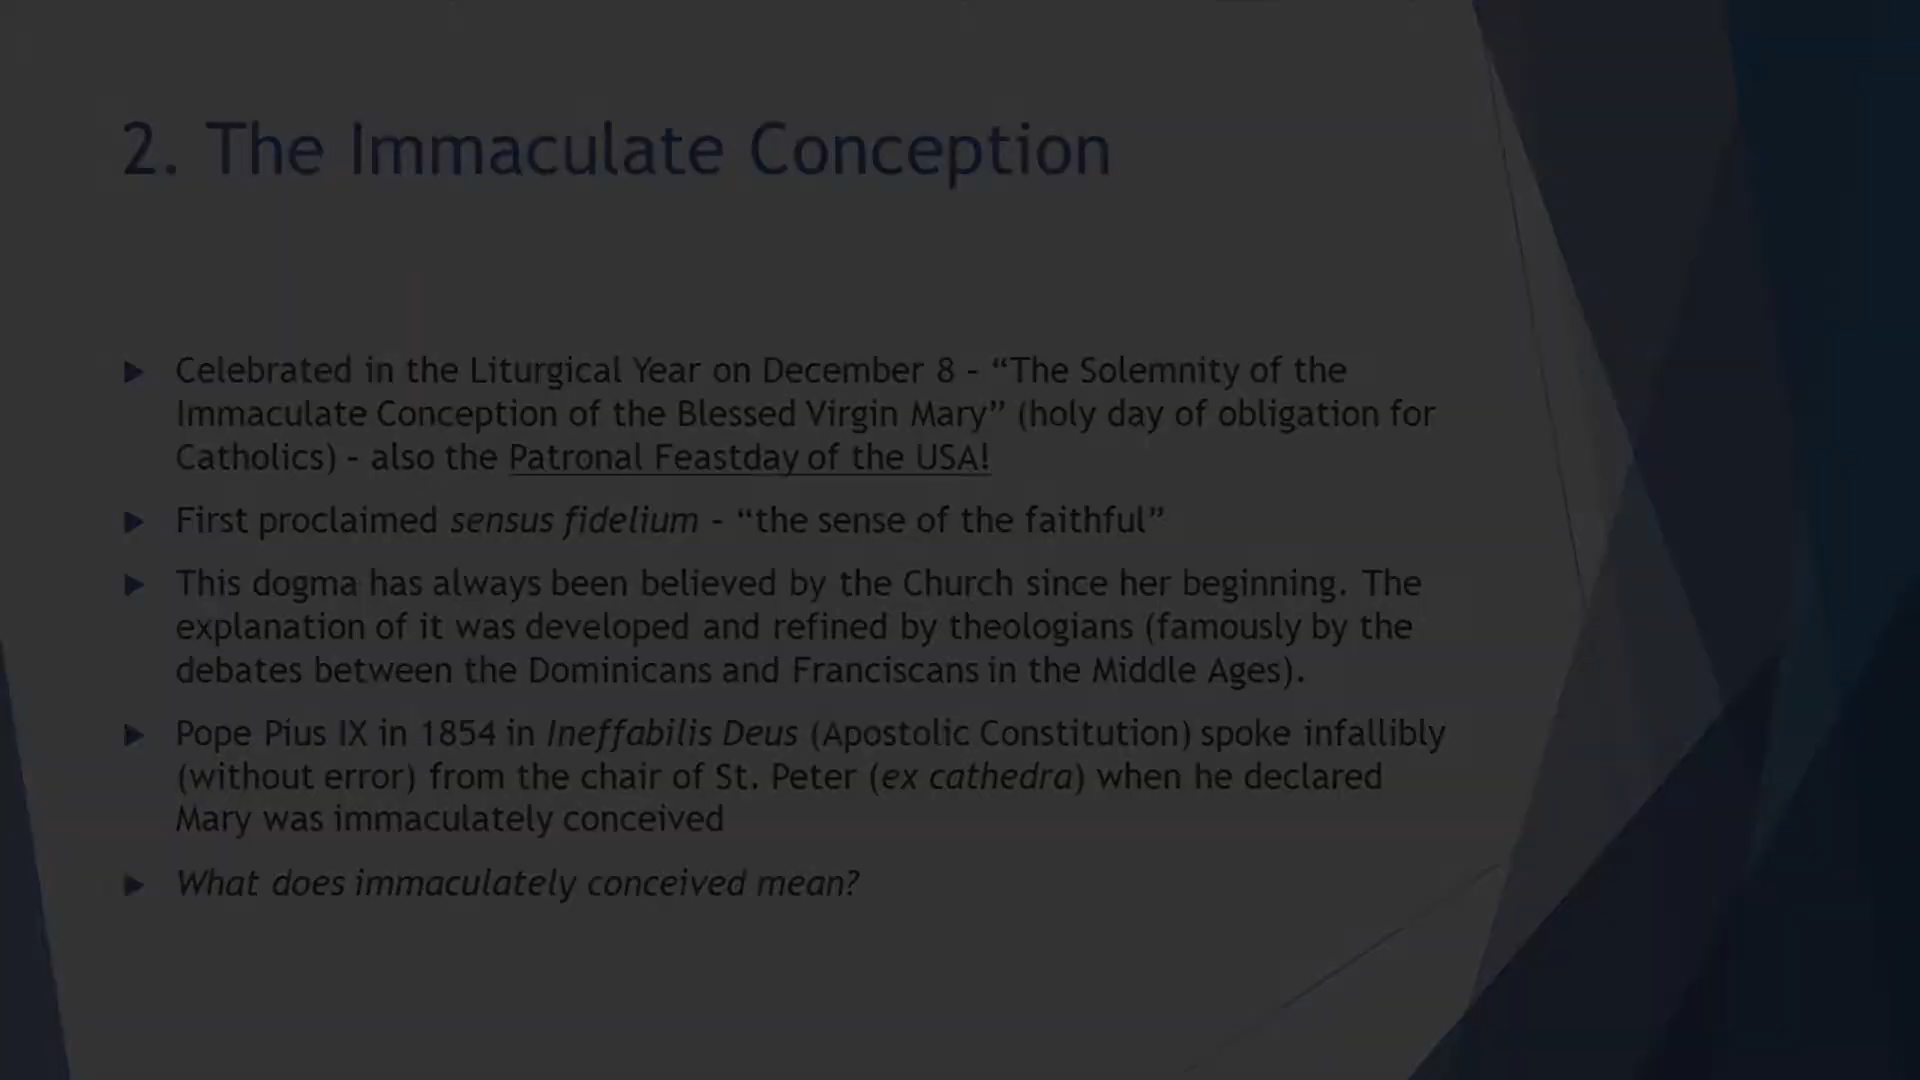 2. The Immaculate Conception
Celebrated in the Liturgical Year on December 8 – “The Solemnity of the
Immaculate Conception of the Blessed Virgin Mary” (holy day of obligation for
Catholics) – also the Patronal Feastday of the USA!
First proclaimed sensus fidelium – “the sense of the faithful”
This dogma has always been believed by the Church since her beginning. The
explanation of it was developed and refined by theologians (famously by the
debates between the Dominicans and Franciscans in the Middle Ages).
Pope Pius IX in 1854 in Ineffabilis Deus (Apostolic Constitution) spoke infallibly
(without error) from the chair of St. Peter (ex cathedra) when he declared
Mary was immaculately conceived
What does immaculately conceived mean?